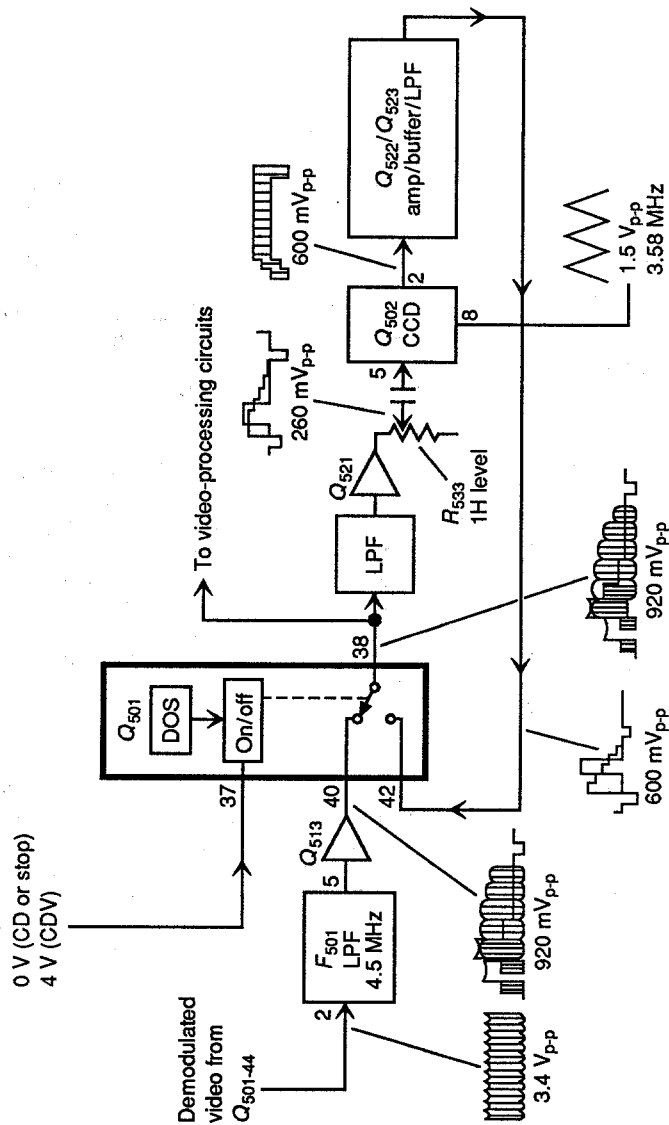 0 V (CD or stop)
4 V (CDV)
Demodulated
video from
Q501-44
2
F501
LPF
4.5 MHz
5
Q513
3.4 Vp-p
920 mVp-p
37
40
42
Q501
DOS
On/off
38
To video-processing circuits
600 mVp-p
920 mVp-p
LPF
Q521
R533
1H level
260 mVp-p
5
Q502
CCD
2
8
600 mVp-p
Q522/Q523
amp/buffer/LPF
1.5 Vp-p
3.58 MHz